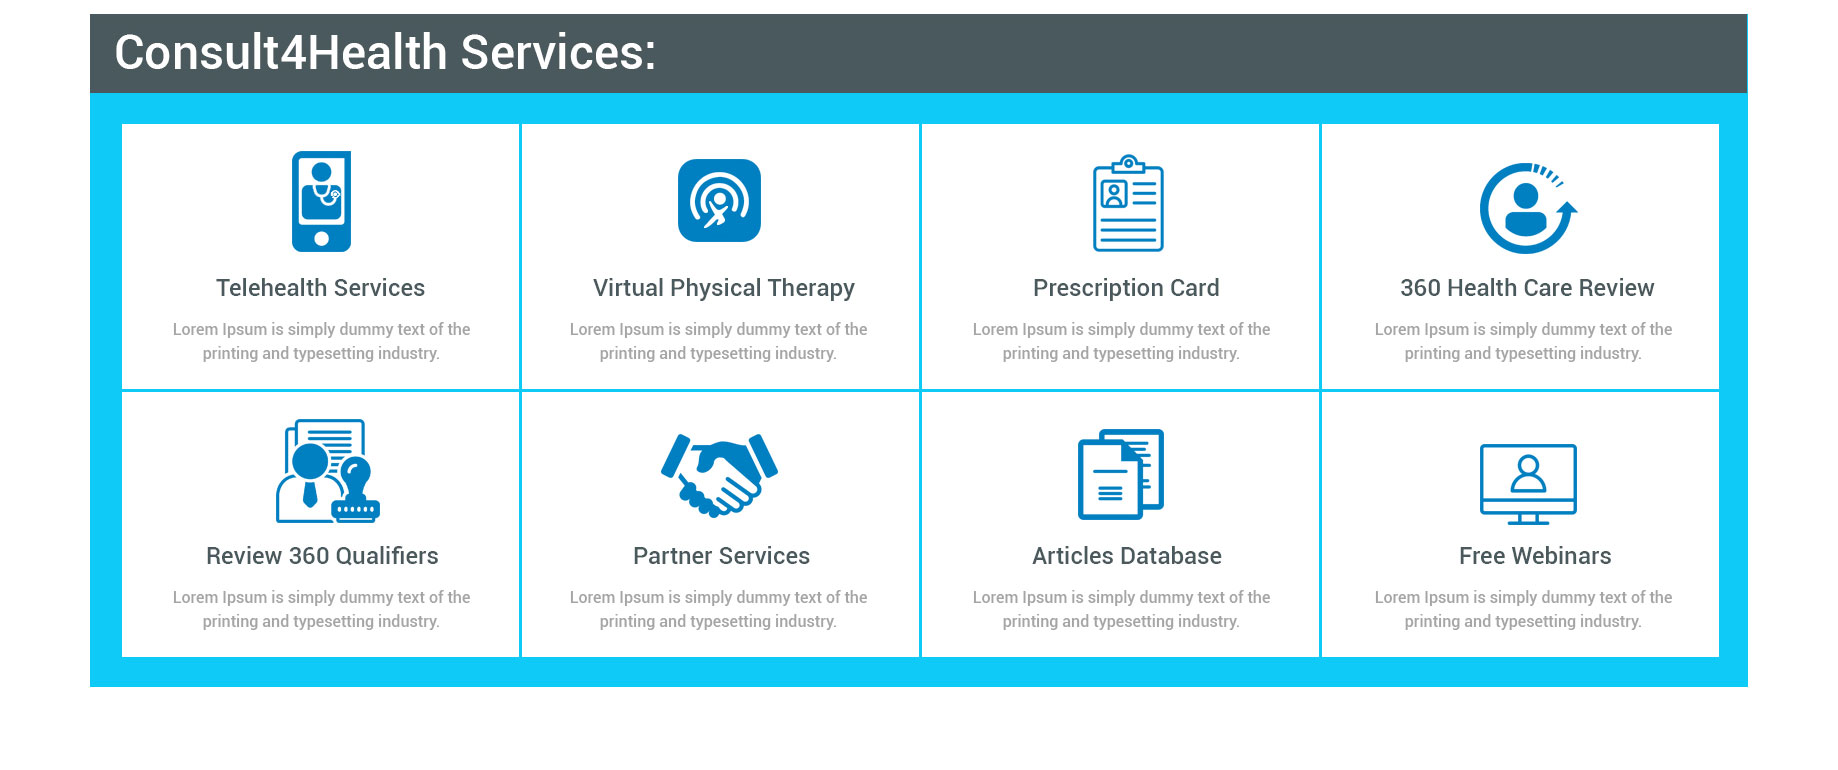 Consult4Health Services:
Telehealth Services
Lorem Ipsum is simply dummy text of the
printing and typesetting industry.
Virtual Physical Therapy
Lorem Ipsum is simply dummy text of the
printing and typesetting industry.
Prescription Card
Lorem Ipsum is simply dummy text of the
printing and typesetting industry.
360 Health Care Review
Lorem Ipsum is simply dummy text of the
printing and typesetting industry.
Review 360 Qualifiers
Lorem Ipsum is simply dummy text of the
printing and typesetting industry.
Partner Services
Lorem Ipsum is simply dummy text of the
printing and typesetting industry.
Articles Database
Lorem Ipsum is simply dummy text of the
printing and typesetting industry.
Free Webinars
Lorem Ipsum is simply dummy text of the
printing and typesetting industry.